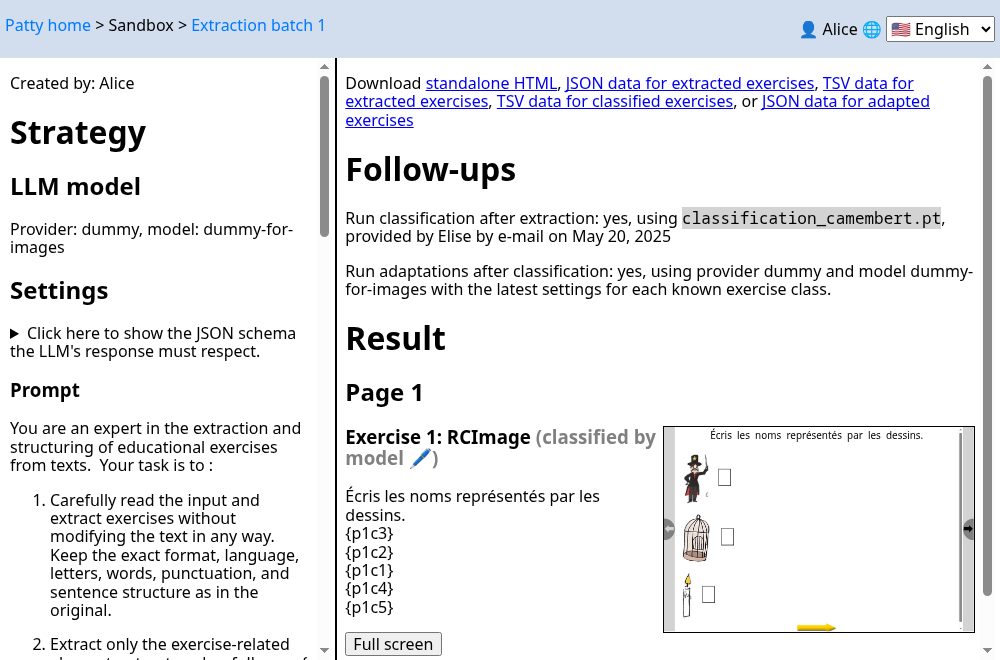 Patty home > Sandbox > Extraction batch 1
👤 Alice 🌐 🇺🇸 English
Created by: Alice
Strategy
LLM model
Provider: dummy, model: dummy-for-
images
Settings
▶ Click here to show the JSON schema
the LLM's response must respect.
Prompt
You are an expert in the extraction and
structuring of educational exercises
from texts.  Your task is to :
1. Carefully read the input and
extract exercises without
modifying the text in any way.
Keep the exact format, language,
letters, words, punctuation, and
sentence structure as in the
original.
2. Extract only the exercise-related
Download standalone HTML, JSON data for extracted exercises, TSV data for
extracted exercises, TSV data for classified exercises, or JSON data for adapted
exercises
Follow-ups
Run classification after extraction: yes, using classification_camembert.pt,
provided by Elise by e-mail on May 20, 2025
Run adaptations after classification: yes, using provider dummy and model dummy-
for-images with the latest settings for each known exercise class.
Result
Page 1
Exercise 1: RCImage (classified by
model 🖊️)
Écris les noms représentés par les
dessins.
{p1c3}
{p1c2}
{p1c1}
{p1c4}
{p1c5}
Full screen
Écris les noms représentés par les dessins.